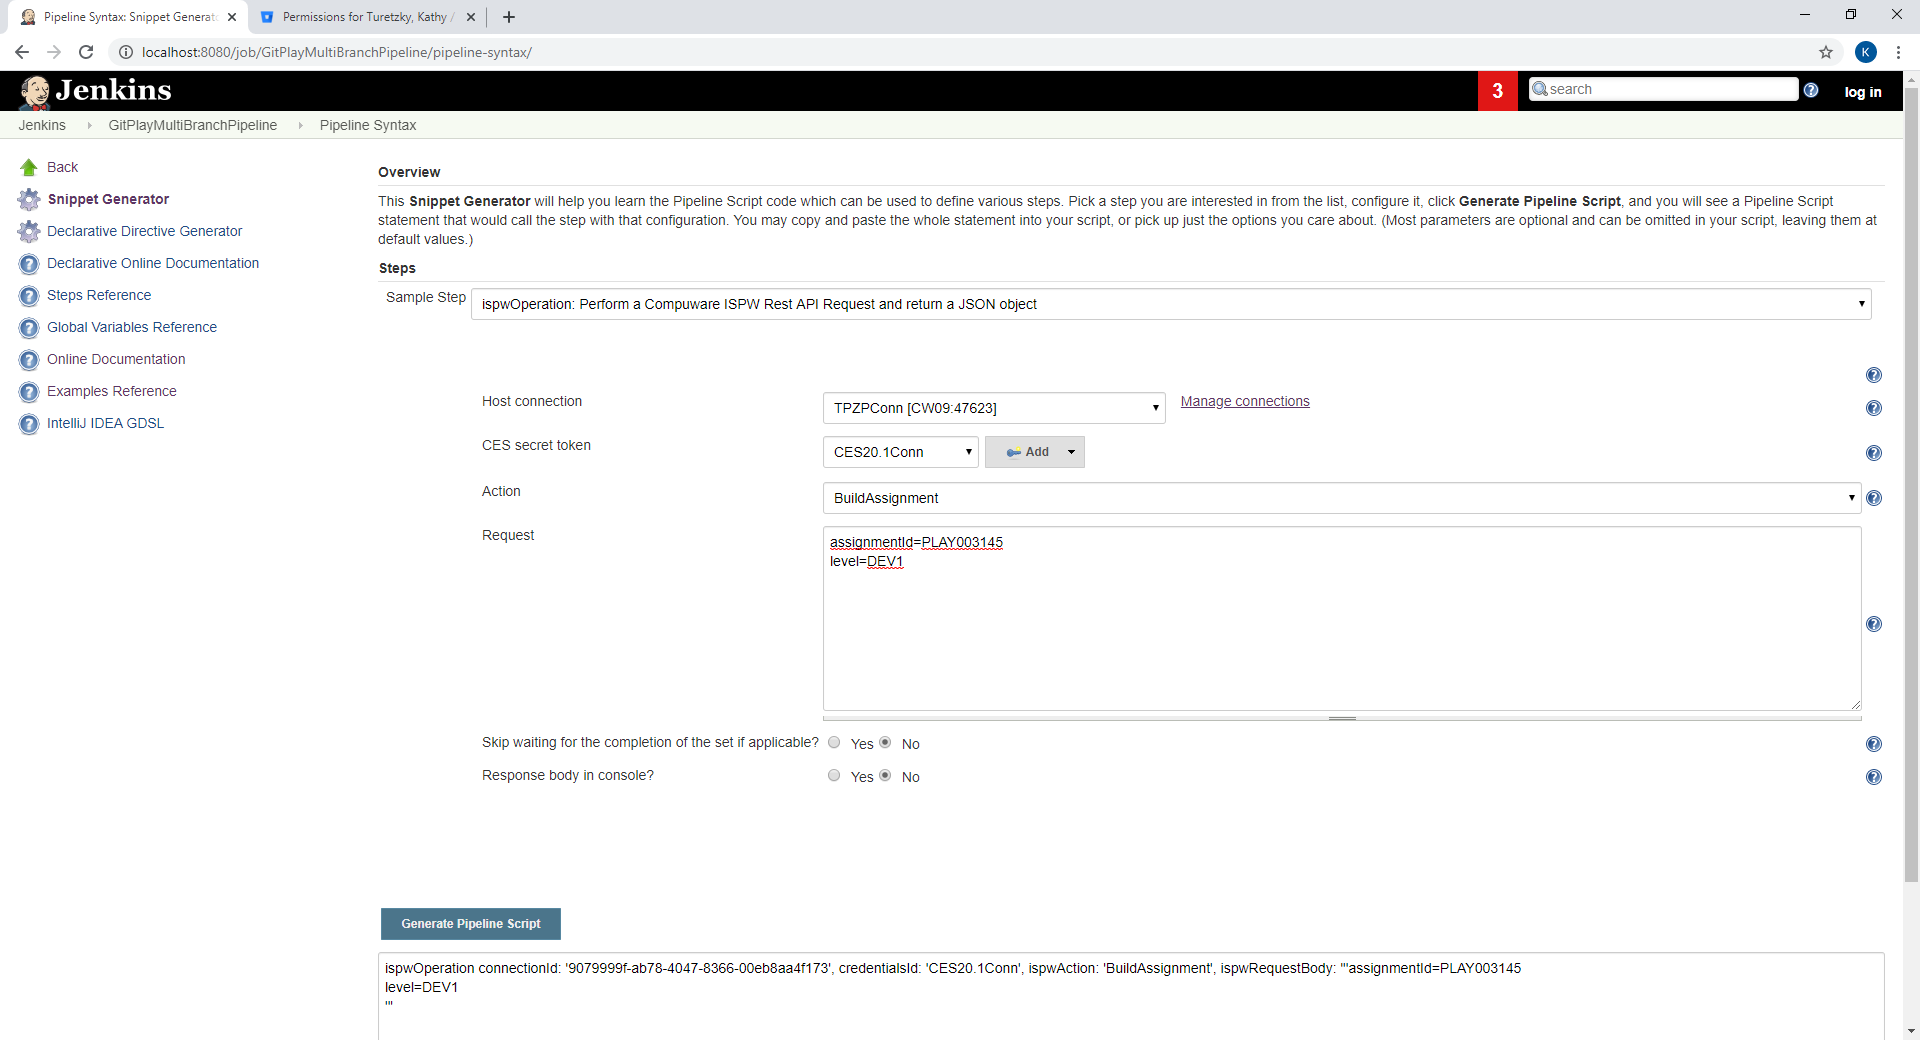 Pipeline Syntax: Snippet Generato
Permissions for Turetzky, Kathy /
localhost:8080/job/GitPlayMultiBranchPipeline/pipeline-syntax/
K
Jenkins
3
search
log in
Jenkins
GitPlayMultiBranchPipeline
Pipeline Syntax
Back
Snippet Generator
Declarative Directive Generator
Declarative Online Documentation
Steps Reference
Global Variables Reference
Online Documentation
Examples Reference
IntelliJ IDEA GDSL
Overview
This Snippet Generator will help you learn the Pipeline Script code which can be used to define various steps. Pick a step you are interested in from the list, configure it, click Generate Pipeline Script, and you will see a Pipeline Script
statement that would call the step with that configuration. You may copy and paste the whole statement into your script, or pick up just the options you care about. (Most parameters are optional and can be omitted in your script, leaving them at
default values.)
Steps
Sample Step
ispwOperation: Perform a Compuware ISPW Rest API Request and return a JSON object
Host connection
TPZPConn [CW09:47623]
Manage connections
CES secret token
CES20.1Conn
Add
Action
BuildAssignment
Request
assignmentId=PLAY003145
level=DEV1
Skip waiting for the completion of the set if applicable?
Yes
No
Response body in console?
Yes
No
Generate Pipeline Script
ispwOperation connectionId: '9079999f-ab78-4047-8366-00eb8aa4f173', credentialsId: 'CES20.1Conn', ispwAction: 'BuildAssignment', ispwRequestBody: '''assignmentId=PLAY003145
level=DEV1
'''